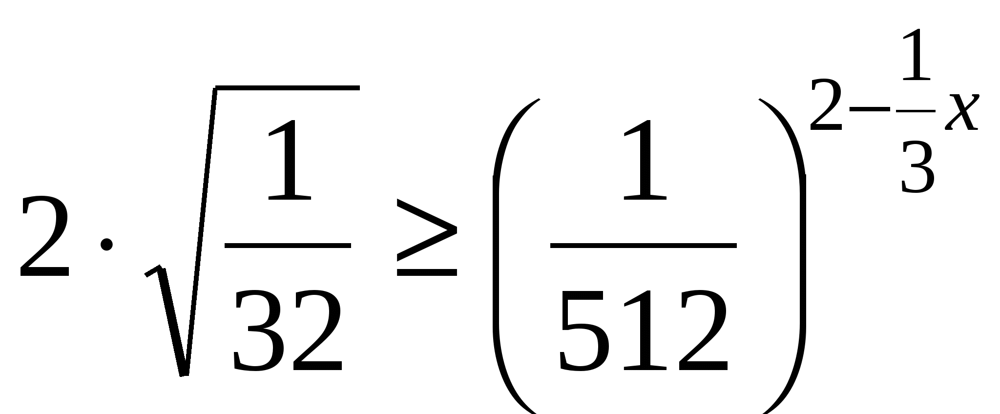 2 · √(1/32) ≥ (1/512)^(2 − 1/3 x)